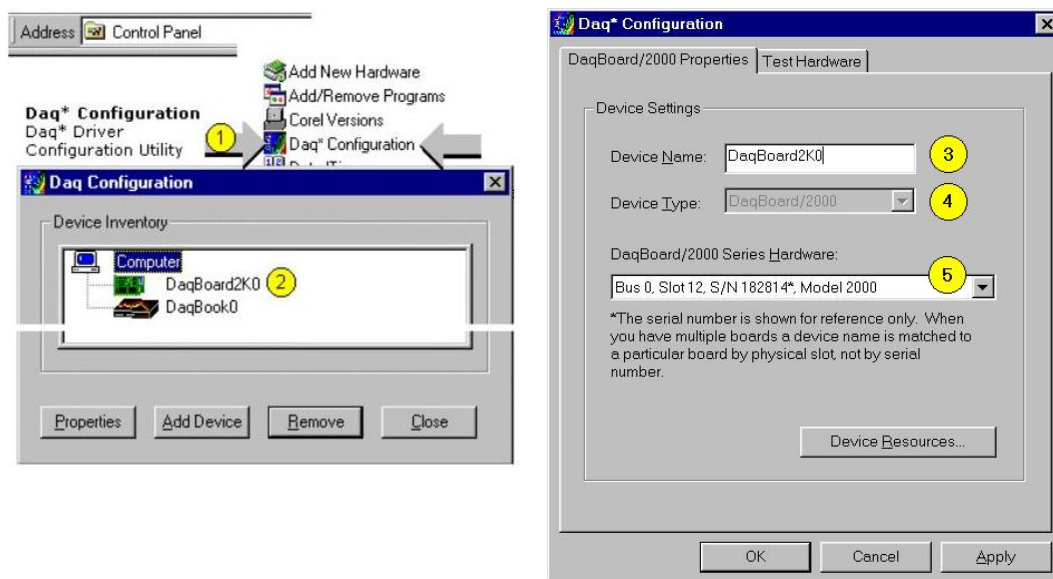 Address Control Panel
Add New Hardware
Add/Remove Programs
Corel Versions
Daq* Configuration
Daq* Configuration
Daq* Driver
Configuration Utility
1
Daq Configuration
Device Inventory
Computer
DaqBoard2K0
2
DaqBook0
Properties
Add Device
Remove
Close
Daq* Configuration
DaqBoard/2000 Properties
Test Hardware
Device Settings
Device Name: DaqBoard2K0
3
Device Type: DaqBoard/2000
4
DaqBoard/2000 Series Hardware:
5
Bus 0, Slot 12, S/N 182814*, Model 2000
*The serial number is shown for reference only. When
you have multiple boards a device name is matched to
a particular board by physical slot, not by serial
number.
Device Resources...
OK
Cancel
Apply